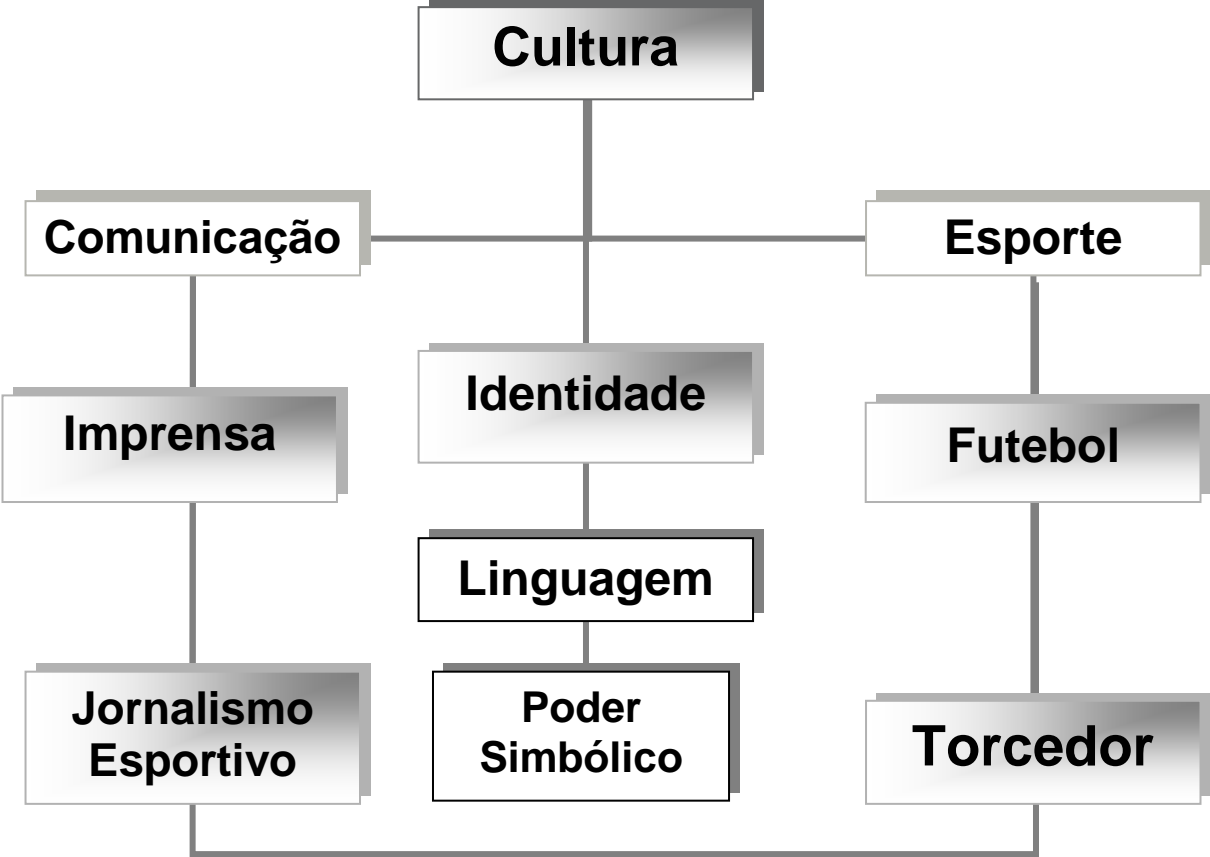 Cultura
Comunicação
Esporte
Identidade
Imprensa
Futebol
Linguagem
Jornalismo
Esportivo
Poder
Simbólico
Torcedor